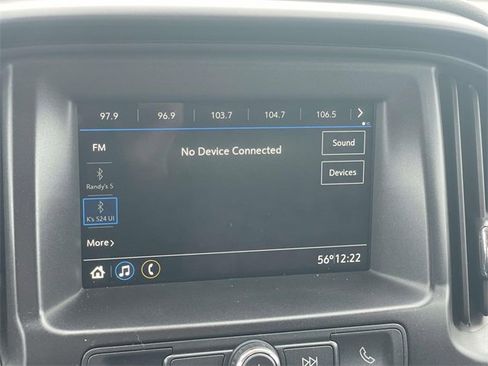 97.9 96.9 103.7 104.7 106.5
FM
No Device Connected
Sound
Randy's S
Devices
K's S24 Ul
More
56° 12:22